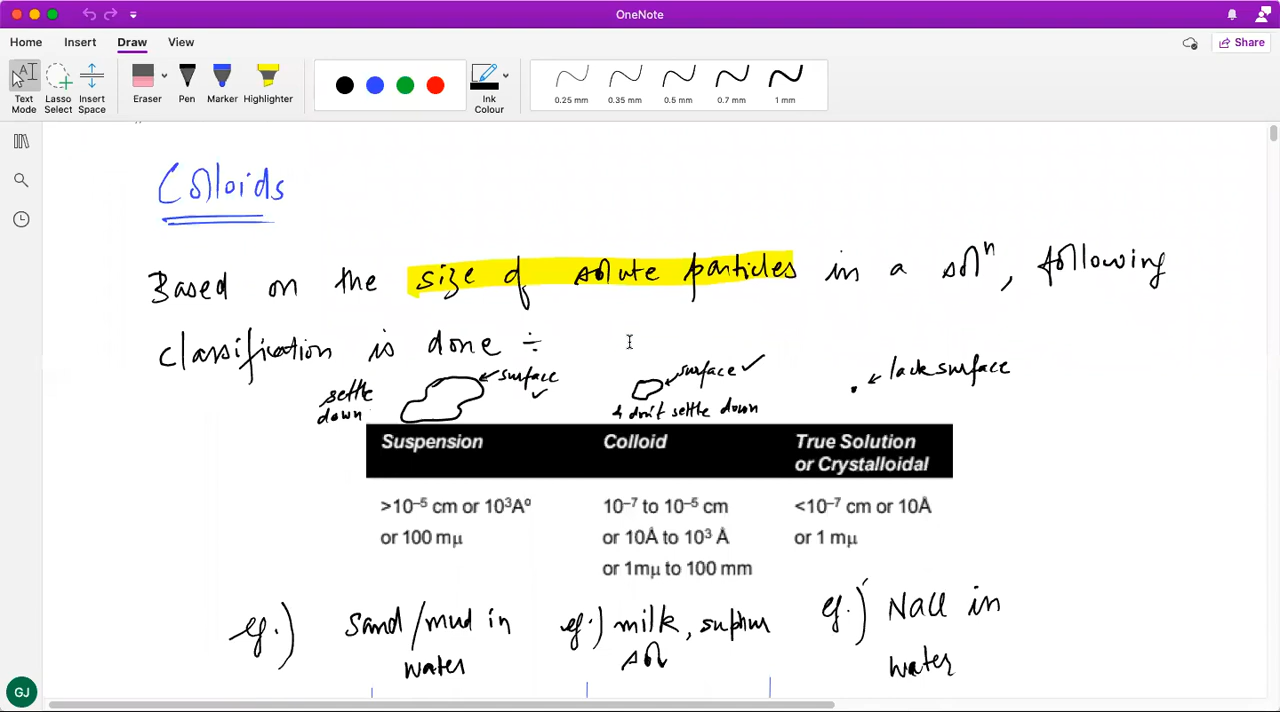 OneNote
Home Insert Draw View
Share
Text Mode
Lasso Select
Insert Space
Eraser
Pen
Marker
Highlighter
Ink Colour
0.25 mm
0.35 mm
0.5 mm
0.7 mm
1 mm
Colloids
Based on the size of solute particles in a solⁿ, following
classification is done ÷
settle down
surface ✓
surface ✓
& don't settle down
lack surface
Suspension Colloid True Solution
or Crystalloidal
>10⁻⁵ cm or 10³A° 10⁻⁷ to 10⁻⁵ cm <10⁻⁷ cm or 10Å
or 100 mμ or 10Å to 10³ Å or 1 mμ
or 1mμ to 100 mm
eg.) Sand/mud in eg.) milk, sulphur eg.) NaCl in
water sol water
GJ